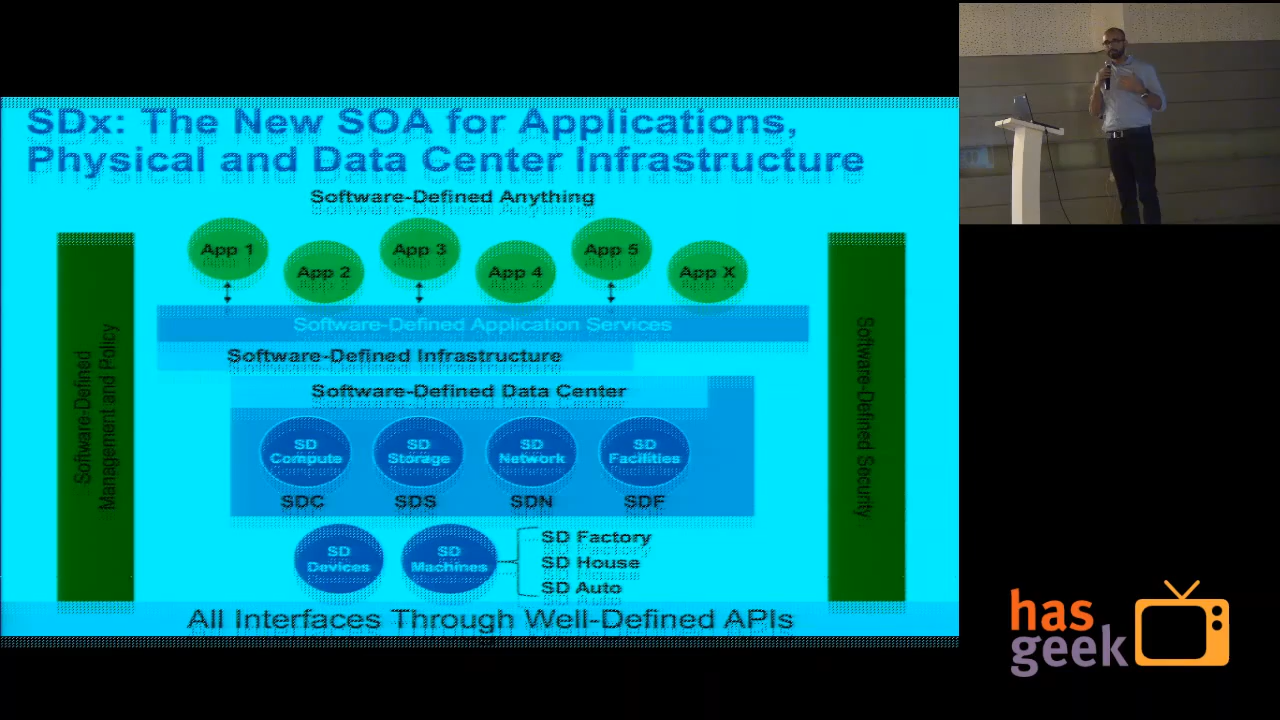 SDx: The New SOA for Applications,
Physical and Data Center Infrastructure
Software-Defined Anything
App 1
App 2
App 3
App 4
App 5
App X
Software-Defined Application Services
Software-Defined Infrastructure
Software-Defined Data Center
SD
Compute
SD
Storage
SD
Network
SD
Facilities
SDC
SDS
SDN
SDF
SD
Devices
SD
Machines
SD Factory
SD House
SD Auto
Software-Defined
Management and Policy
Software-Defined Security
All Interfaces Through Well-Defined APIs
has
geek